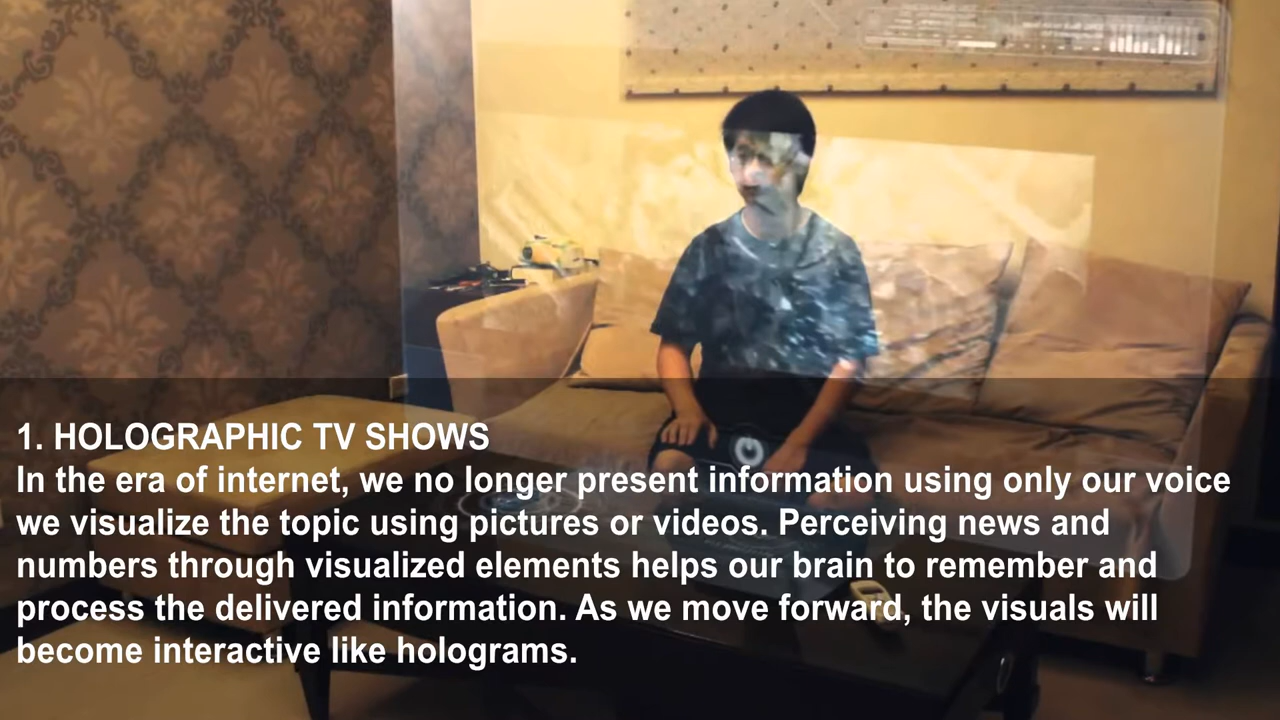 1. HOLOGRAPHIC TV SHOWS
In the era of internet, we no longer present information using only our voice
we visualize the topic using pictures or videos. Perceiving news and
numbers through visualized elements helps our brain to remember and
process the delivered information. As we move forward, the visuals will
become interactive like holograms.